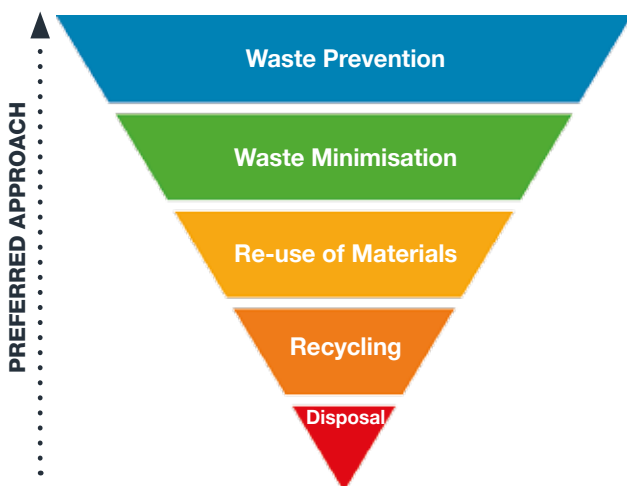 PREFERRED APPROACH
Waste Prevention
Waste Minimisation
Re-use of Materials
Recycling
Disposal